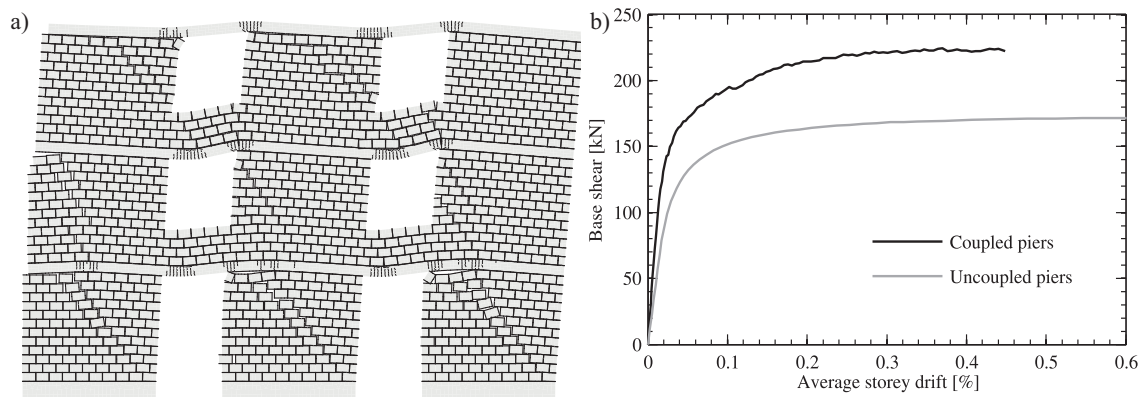 a)
b)
250
200
150
100
50
0
Base shear [kN]
Coupled piers
Uncoupled piers
0 0.1 0.2 0.3 0.4 0.5 0.6
Average storey drift [%]